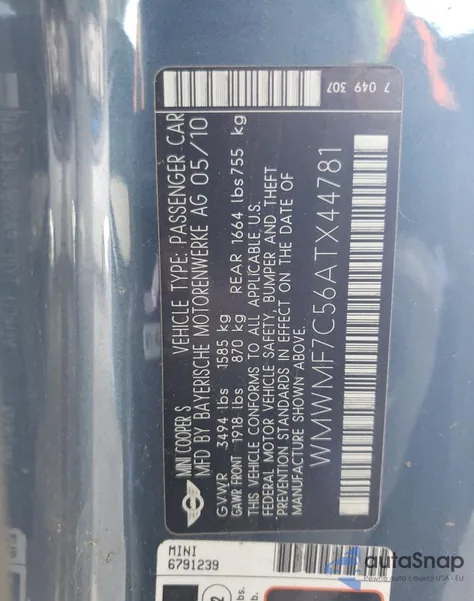 7 049 307
MINI COOPER S VEHICLE TYPE: PASSENGER CAR
MFD BY BAYERISCHE MOTORENWERKE AG 05/10
GVWR 3494 lbs 1585 kg
GAWR FRONT 1918 lbs 870 kg REAR 1664 lbs 755 kg
THIS VEHICLE CONFORMS TO ALL APPLICABLE U.S.
FEDERAL MOTOR VEHICLE SAFETY, BUMPER AND THEFT
PREVENTION STANDARDS IN EFFECT ON THE DATE OF
MANUFACTURE SHOWN ABOVE.
WMWMF7C56ATX44781
MINI
6791239
autoSnap